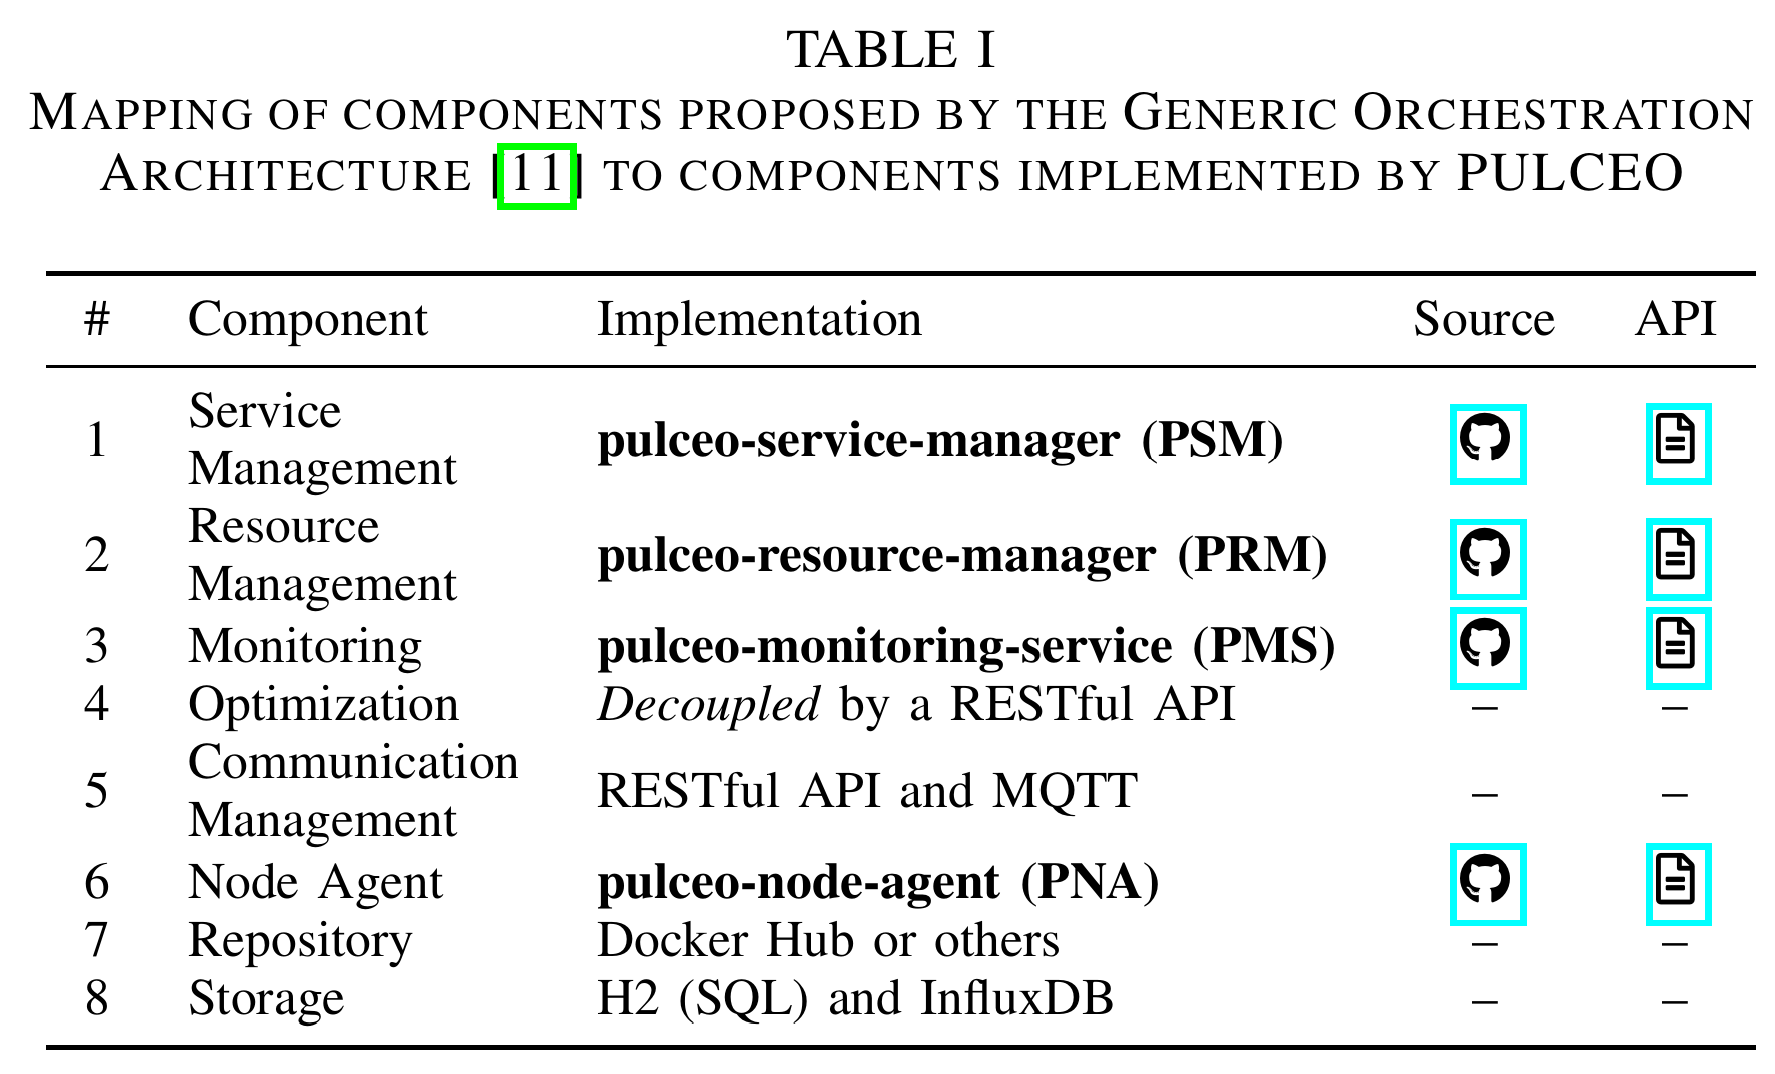 TABLE I
MAPPING OF COMPONENTS PROPOSED BY THE GENERIC ORCHESTRATION
ARCHITECTURE [11] TO COMPONENTS IMPLEMENTED BY PULCEO
# Component Implementation Source API
1 Service Management pulceo-service-manager (PSM)
2 Resource Management pulceo-resource-manager (PRM)
3 Monitoring pulceo-monitoring-service (PMS)
4 Optimization Decoupled by a RESTful API – –
5 Communication Management RESTful API and MQTT – –
6 Node Agent pulceo-node-agent (PNA)
7 Repository Docker Hub or others – –
8 Storage H2 (SQL) and InfluxDB – –